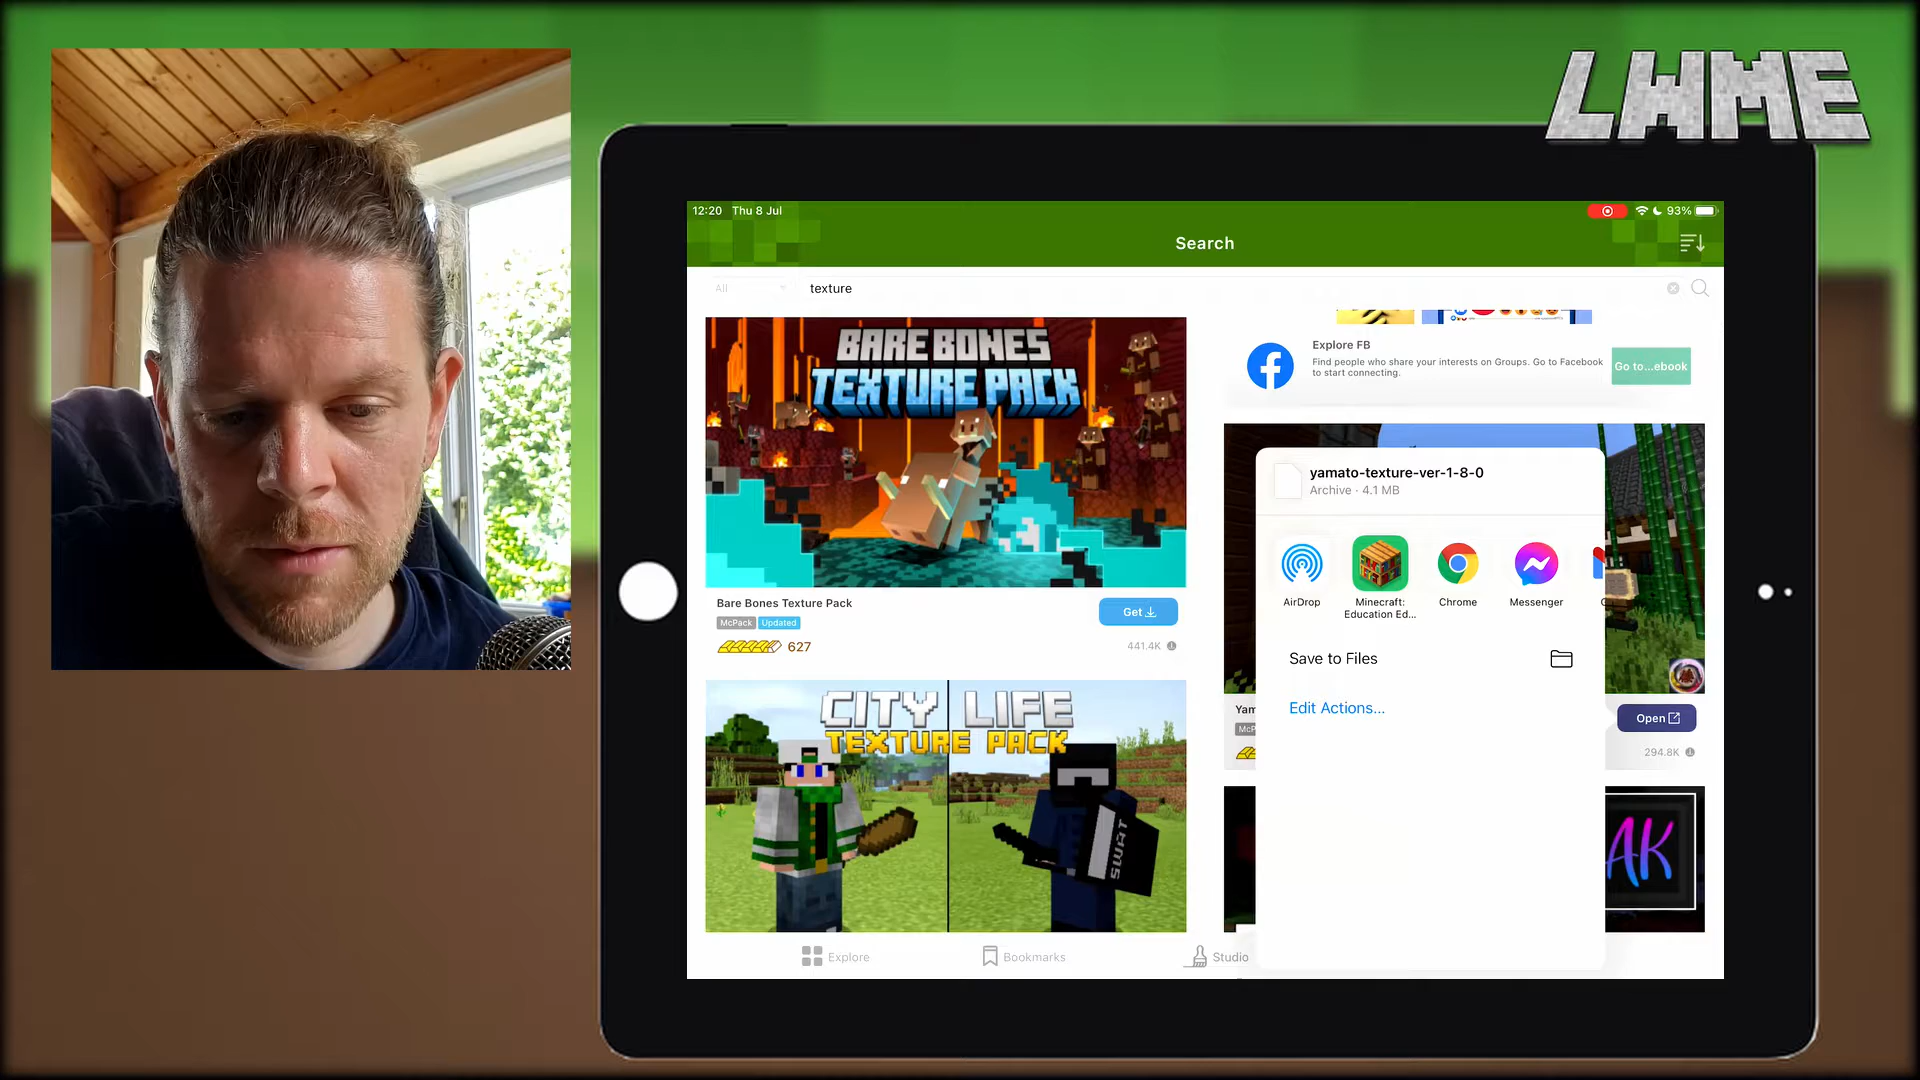 LWME
12:20 Thu 8 Jul
93%
Search
All
texture
BARE BONES
TEXTURE PACK
Explore FB
Find people who share your interests on Groups. Go to Facebook
to start connecting.
Go to...ebook
yamato-texture-ver-1-8-0
Archive · 4.1 MB
AirDrop
Minecraft:
Education Ed...
Chrome
Messenger
Save to Files
Edit Actions...
Bare Bones Texture Pack
McPack Updated
Get
627
441.4K
Yam
McP
Open
294.8K
CITY LIFE
TEXTURE PACK
SWAT
AK
Explore
Bookmarks
Studio